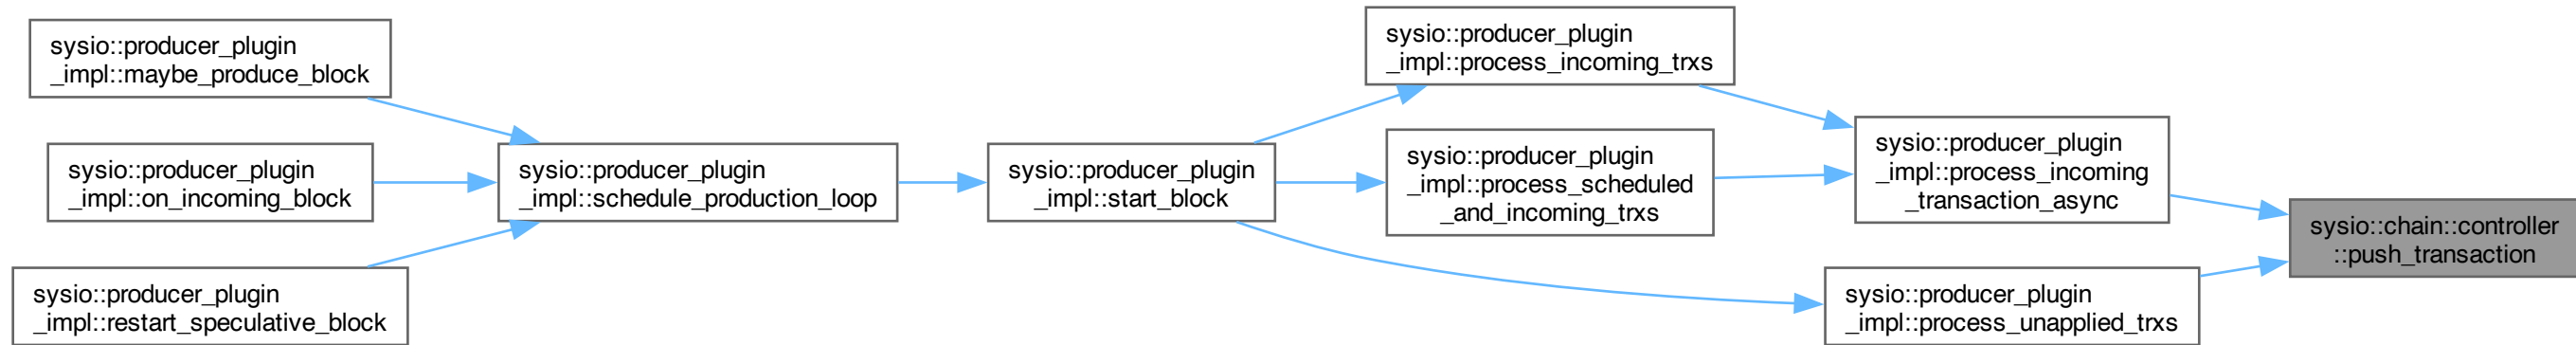 sysio::producer_plugin
_impl::maybe_produce_block
sysio::producer_plugin
_impl::on_incoming_block
sysio::producer_plugin
_impl::restart_speculative_block
sysio::producer_plugin
_impl::schedule_production_loop
sysio::producer_plugin
_impl::start_block
sysio::producer_plugin
_impl::process_incoming_trxs
sysio::producer_plugin
_impl::process_scheduled
_and_incoming_trxs
sysio::producer_plugin
_impl::process_incoming
_transaction_async
sysio::producer_plugin
_impl::process_unapplied_trxs
sysio::chain::controller
::push_transaction